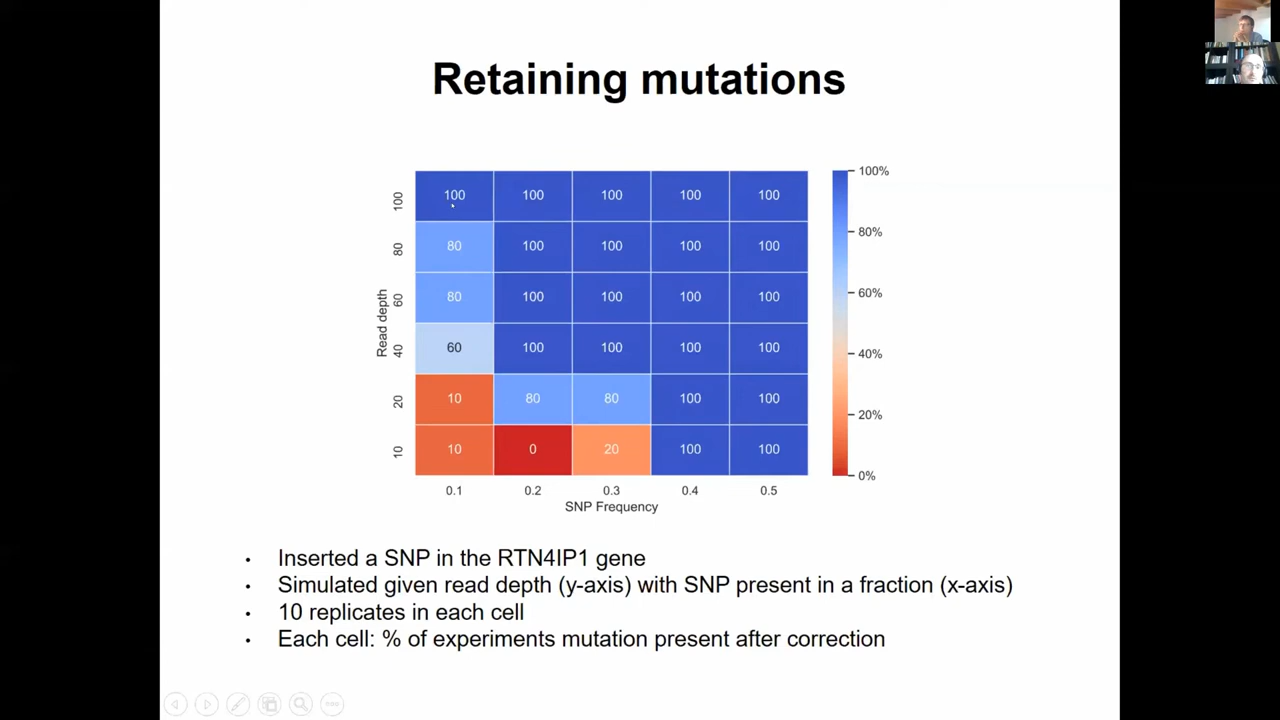 Retaining mutations
100 100 100 100 100 100 100%
80 80 100 100 100 100 80%
60 80 100 100 100 100 60%
40 60 100 100 100 100 40%
20 10 80 80 100 100 20%
10 10 0 20 100 100 0%
Read depth
0.1 0.2 0.3 0.4 0.5
SNP Frequency
• Inserted a SNP in the RTN4IP1 gene
• Simulated given read depth (y-axis) with SNP present in a fraction (x-axis)
• 10 replicates in each cell
• Each cell: % of experiments mutation present after correction